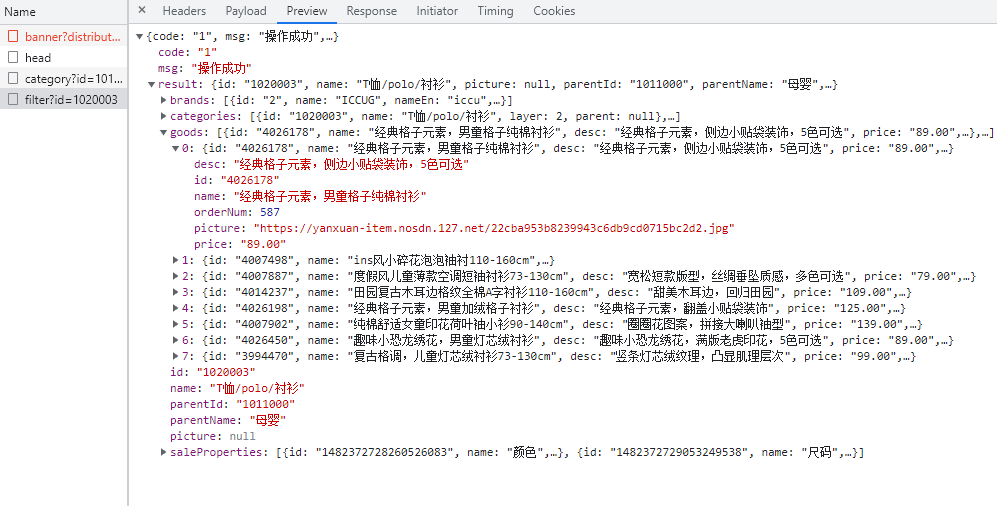 Name
Headers Payload Preview Response Initiator Timing Cookies
banner?distribut...
head
category?id=101...
filter?id=1020003
{code: "1", msg: "操作成功",…}
code: "1"
msg: "操作成功"
result: {id: "1020003", name: "T恤/polo/衬衫", picture: null, parentId: "1011000", parentName: "母婴",…}
brands: [{id: "2", name: "ICCUG", nameEn: "iccu",…}]
categories: [{id: "1020003", name: "T恤/polo/衬衫", layer: 2, parent: null},…]
goods: [{id: "4026178", name: "经典格子元素，男童格子纯棉衬衫", desc: "经典格子元素，侧边小贴袋装饰，5色可选", price: "89.00",…},…]
0: {id: "4026178", name: "经典格子元素，男童格子纯棉衬衫", desc: "经典格子元素，侧边小贴袋装饰，5色可选", price: "89.00",…}
desc: "经典格子元素，侧边小贴袋装饰，5色可选"
id: "4026178"
name: "经典格子元素，男童格子纯棉衬衫"
orderNum: 587
picture: "https://yanxuan-item.nosdn.127.net/22cba953b8239943c6db9cd0715bc2d2.jpg"
price: "89.00"
1: {id: "4007498", name: "ins风小碎花泡泡袖衬110-160cm",…}
2: {id: "4007887", name: "度假风儿童薄款空调短袖衬衫73-130cm", desc: "宽松短款版型，丝绸垂坠质感，多色可选", price: "79.00",…}
3: {id: "4014237", name: "田园复古木耳边格纹全棉A字衬衫110-160cm", desc: "甜美木耳边，回归田园", price: "109.00",…}
4: {id: "4026198", name: "经典格子元素，男童加绒格子衬衫", desc: "经典格子元素，翻盖小贴袋装饰", price: "125.00",…}
5: {id: "4007902", name: "纯棉舒适女童印花荷叶袖小衫90-140cm", desc: "圈圈花图案，拼接大喇叭袖型", price: "139.00",…}
6: {id: "4026450", name: "趣味小恐龙绣花，男童灯芯绒衬衫", desc: "趣味小恐龙绣花，满版老虎印花，5色可选", price: "89.00",…}
7: {id: "3994470", name: "复古格调，儿童灯芯绒衬衫73-130cm", desc: "竖条灯芯绒纹理，凸显肌理层次", price: "99.00",…}
id: "1020003"
name: "T恤/polo/衬衫"
parentId: "1011000"
parentName: "母婴"
picture: null
saleProperties: [{id: "1482372728260526083", name: "颜色",…}, {id: "1482372729053249538", name: "尺码",…}]